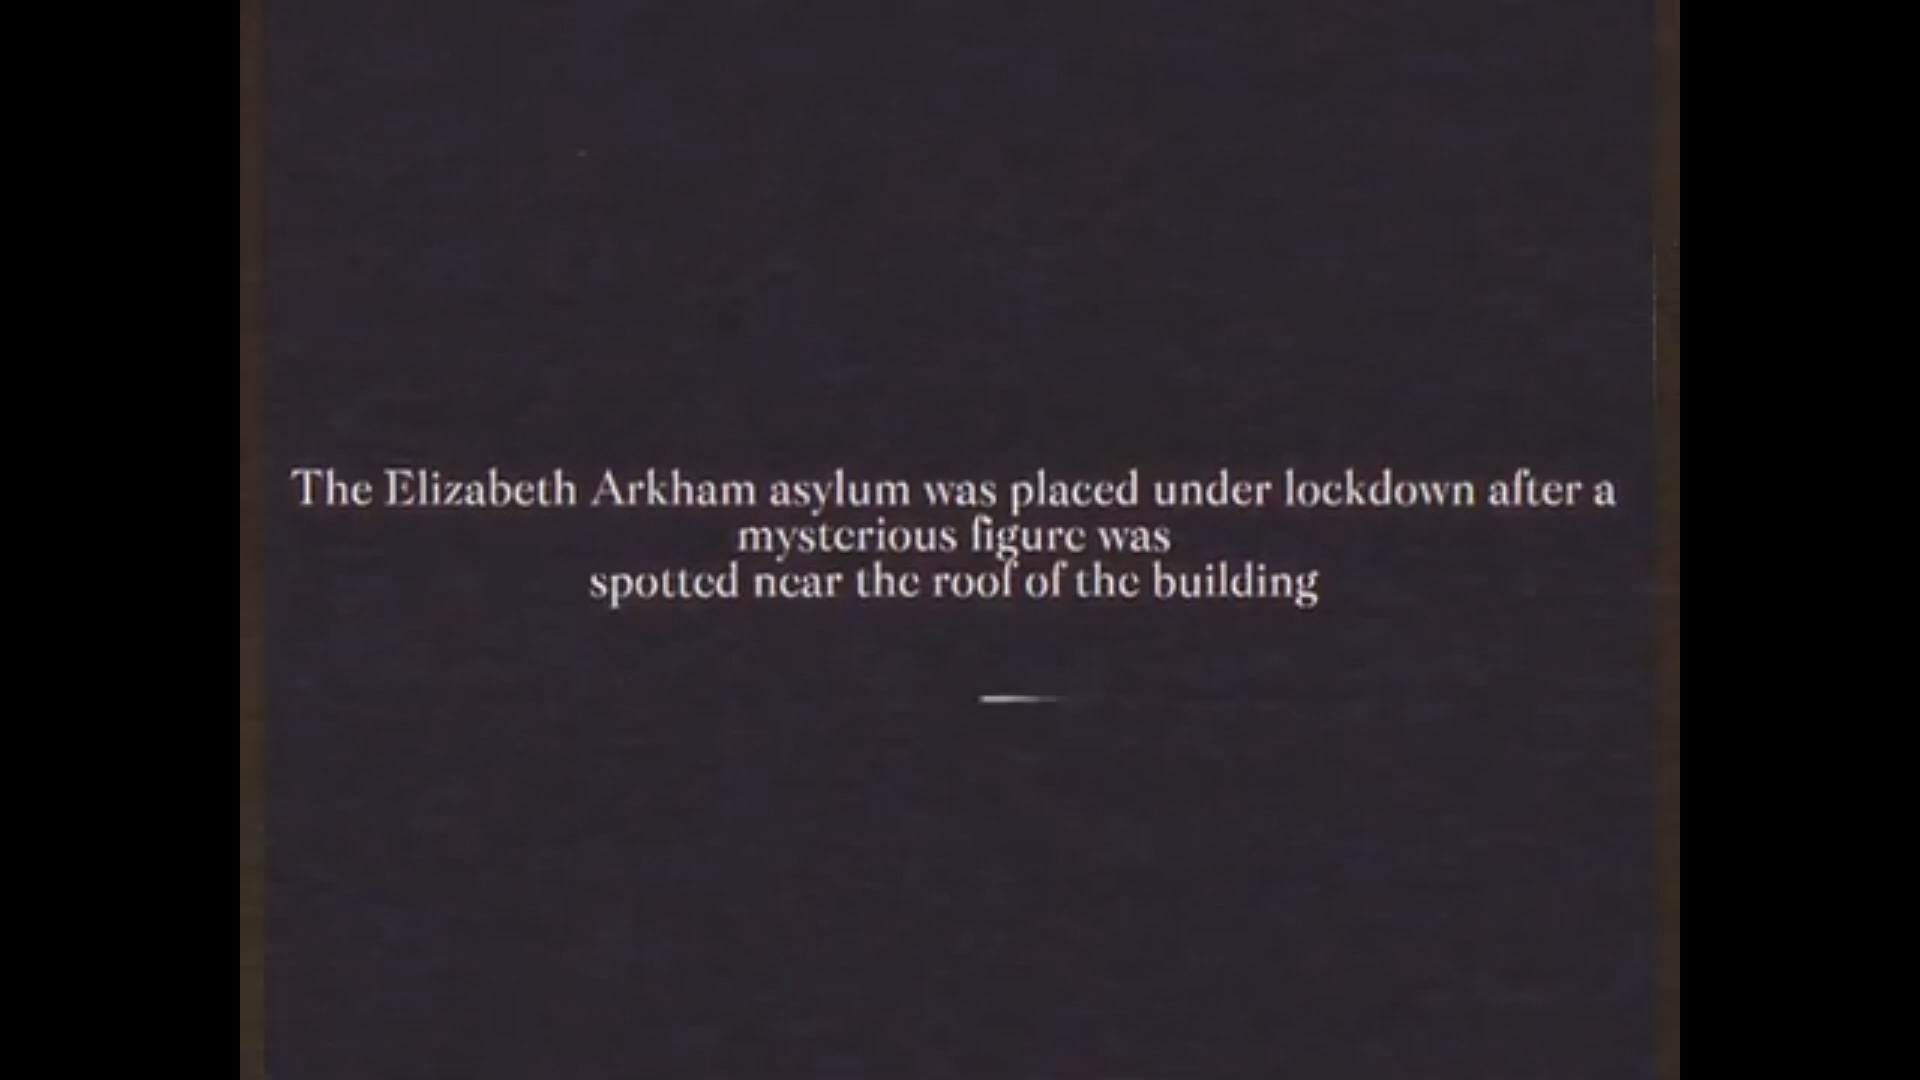 The Elizabeth Arkham asylum was placed under lockdown after a
mysterious figure was
spotted near the roof of the building